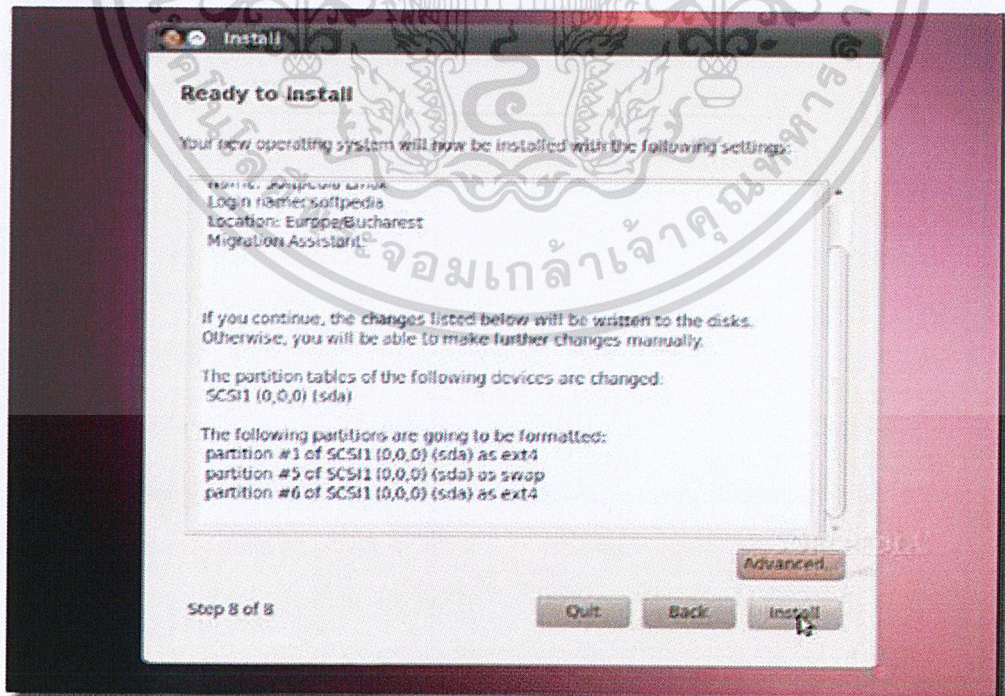 Install
Ready to install
Your new operating system will now be installed with the following settings:
Login name: softpedia
Location: Europe/Bucharest
Migration Assistant:
จอมเกล้าเจ้าคุณทหาร
If you continue, the changes listed below will be written to the disks.
Otherwise, you will be able to make further changes manually.
The partition tables of the following devices are changed:
SCSI1 (0,0,0) (sda)
The following partitions are going to be formatted:
partition #1 of SCSI1 (0,0,0) (sda) as ext4
partition #5 of SCSI1 (0,0,0) (sda) as swap
partition #6 of SCSI1 (0,0,0) (sda) as ext4
SOFTPEDIA
Advanced...
Step 8 of 8
Quit
Back
Install